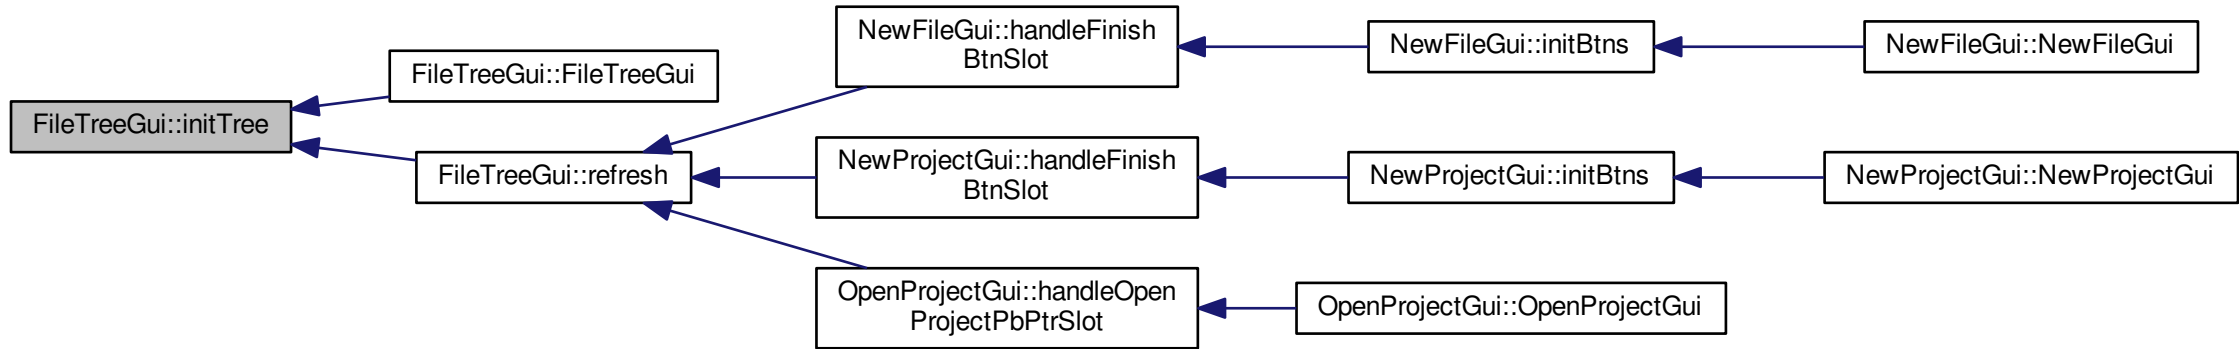 FileTreeGui::initTree
FileTreeGui::FileTreeGui
FileTreeGui::refresh
NewFileGui::handleFinish
BtnSlot
NewFileGui::initBtns
NewFileGui::NewFileGui
NewProjectGui::handleFinish
BtnSlot
NewProjectGui::initBtns
NewProjectGui::NewProjectGui
OpenProjectGui::handleOpen
ProjectPbPtrSlot
OpenProjectGui::OpenProjectGui